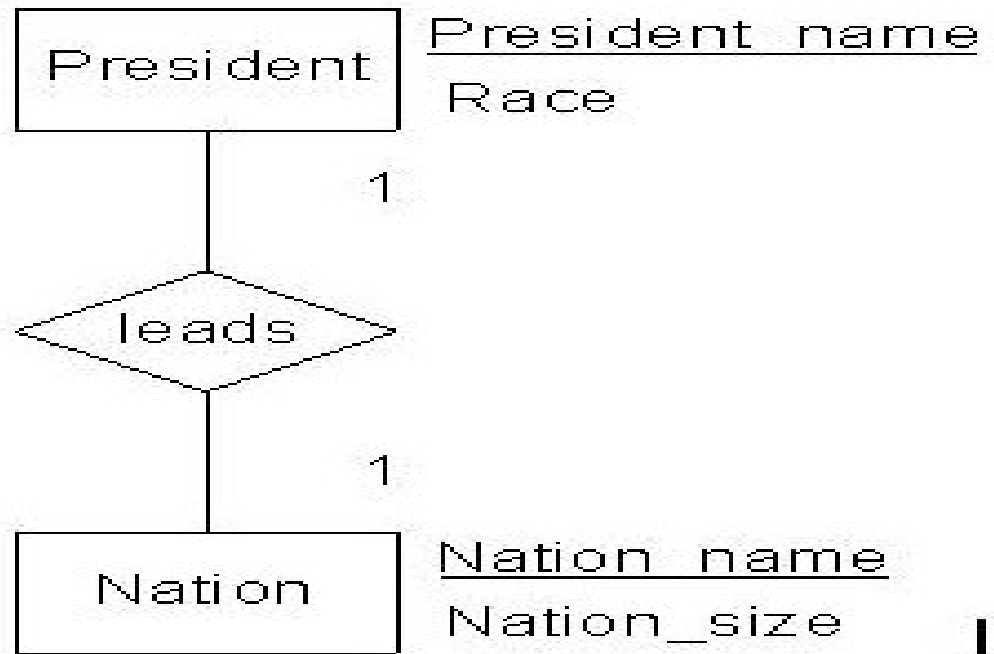 President
President name
Race
1
leads
1
Nation
Nation name
Nation_size